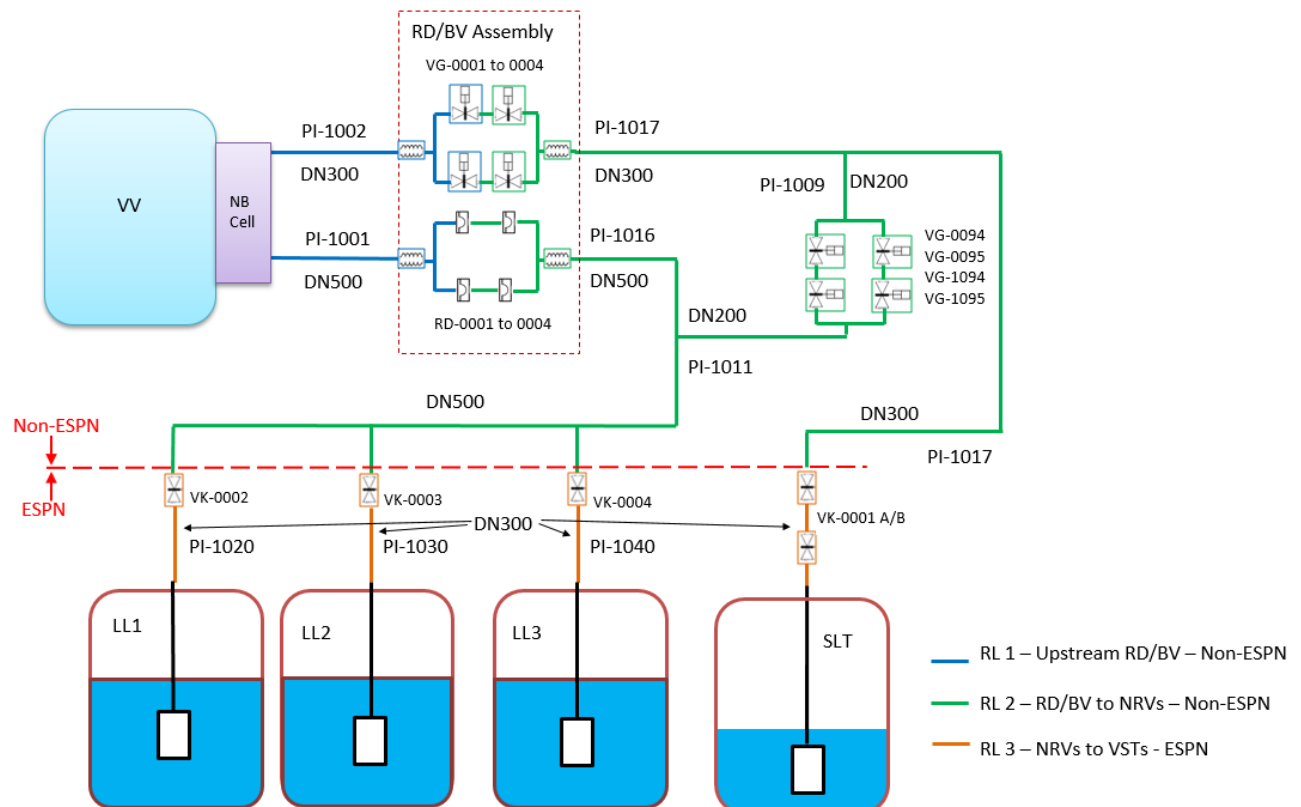 RD/BV Assembly
VG-0001 to 0004
PI-1002
DN300
PI-1017
DN300
VV
NB
Cell
PI-1001
DN500
PI-1016
DN500
RD-0001 to 0004
PI-1009
DN200
VG-0094
VG-0095
VG-1094
VG-1095
DN200
PI-1011
DN500
DN300
PI-1017
Non-ESPN
ESPN
VK-0002
VK-0003
VK-0004
VK-0001 A/B
DN300
PI-1020
PI-1030
PI-1040
LL1
LL2
LL3
SLT
RL 1 – Upstream RD/BV – Non-ESPN
RL 2 – RD/BV to NRVs – Non-ESPN
RL 3 – NRVs to VSTs - ESPN